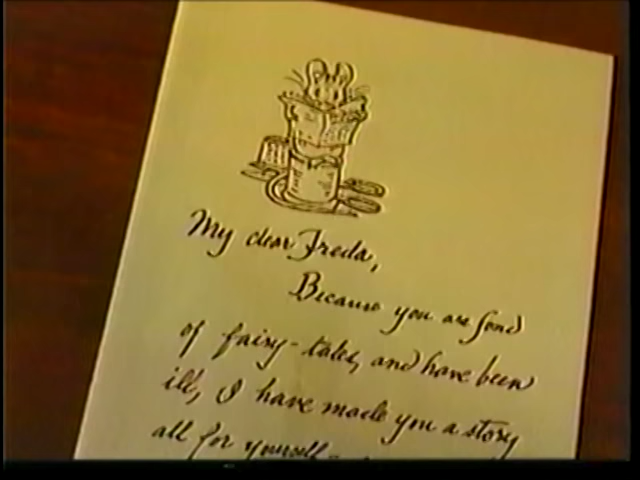 My dear Freda,
Because you are fond
of fairy-tales, and have been
ill, I have made you a story
all for yourself